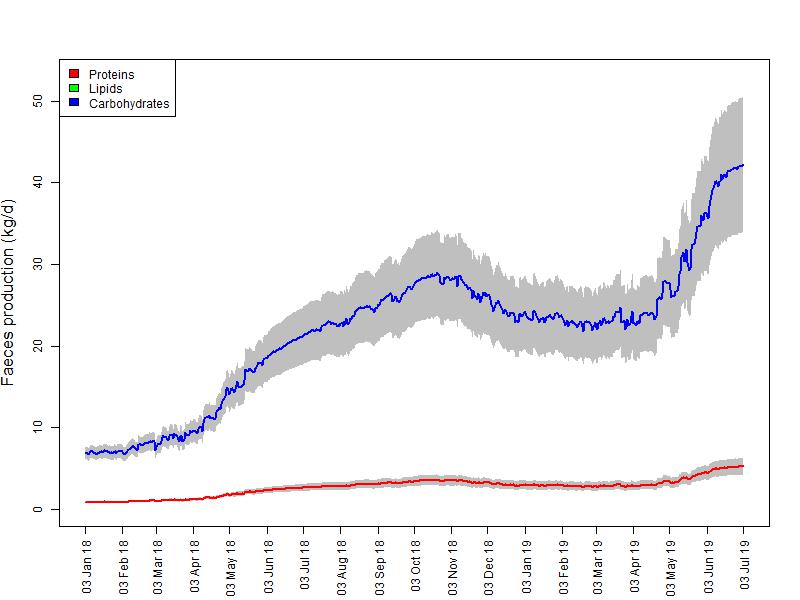 Proteins
Lipids
Carbohydrates
Faeces production (kg/d)
50
40
30
20
10
0
03 Jan 18
03 Feb 18
03 Mar 18
03 Apr 18
03 May 18
03 Jun 18
03 Jul 18
03 Aug 18
03 Sep 18
03 Oct 18
03 Nov 18
03 Dec 18
03 Jan 19
03 Feb 19
03 Mar 19
03 Apr 19
03 May 19
03 Jun 19
03 Jul 19